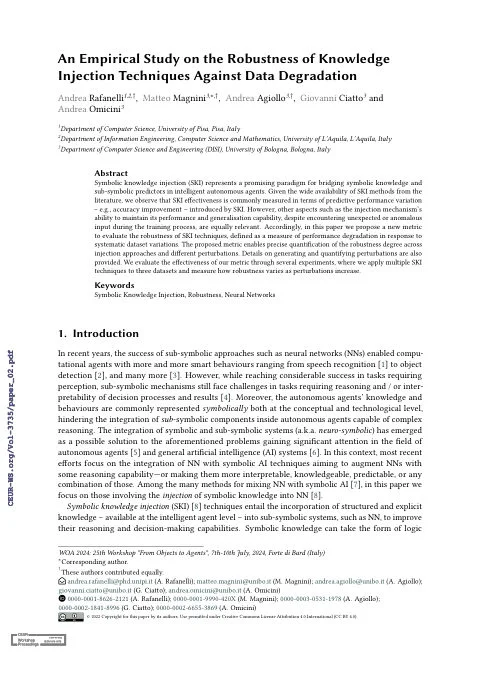 An Empirical Study on the Robustness of Knowledge
Injection Techniques Against Data Degradation
Andrea Rafanelli1,2,†, Matteo Magnini3,*,†, Andrea Agiollo3,†, Giovanni Ciatto3 and
Andrea Omicini3
1Department of Computer Science, University of Pisa, Pisa, Italy
2Department of Information Engineering, Computer Science and Mathematics, University of L'Aquila, L'Aquila, Italy
3Department of Computer Science and Engineering (DISI), University of Bologna, Bologna, Italy
Abstract
Symbolic knowledge injection (SKI) represents a promising paradigm for bridging symbolic knowledge and
sub-symbolic predictors in intelligent autonomous agents. Given the wide availability of SKI methods from the
literature, we observe that SKI effectiveness is commonly measured in terms of predictive performance variation
– e.g., accuracy improvement – introduced by SKI. However, other aspects such as the injection mechanism's
ability to maintain its performance and generalisation capability, despite encountering unexpected or anomalous
input during the training process, are equally relevant. Accordingly, in this paper we propose a new metric
to evaluate the robustness of SKI techniques, defined as a measure of performance degradation in response to
systematic dataset variations. The proposed metric enables precise quantification of the robustness degree across
injection approaches and different perturbations. Details on generating and quantifying perturbations are also
provided. We evaluate the effectiveness of our metric through several experiments, where we apply multiple SKI
techniques to three datasets and measure how robustness varies as perturbations increase.
Keywords
Symbolic Knowledge Injection, Robustness, Neural Networks
1. Introduction
In recent years, the success of sub-symbolic approaches such as neural networks (NNs) enabled compu-
tational agents with more and more smart behaviours ranging from speech recognition [1] to object
detection [2], and many more [3]. However, while reaching considerable success in tasks requiring
perception, sub-symbolic mechanisms still face challenges in tasks requiring reasoning and / or inter-
pretability of decision processes and results [4]. Moreover, the autonomous agents' knowledge and
behaviours are commonly represented symbolically both at the conceptual and technological level,
hindering the integration of sub-symbolic components inside autonomous agents capable of complex
reasoning. The integration of symbolic and sub-symbolic systems (a.k.a. neuro-symbolic) has emerged
as a possible solution to the aforementioned problems gaining significant attention in the field of
autonomous agents [5] and general artificial intelligence (AI) systems [6]. In this context, most recent
efforts focus on the integration of NN with symbolic AI techniques aiming to augment NNs with
some reasoning capability—or making them more interpretable, knowledgeable, predictable, or any
combination of those. Among the many methods for mixing NN with symbolic AI [7], in this paper we
focus on those involving the injection of symbolic knowledge into NN [8].
Symbolic knowledge injection (SKI) [8] techniques entail the incorporation of structured and explicit
knowledge – available at the intelligent agent level – into sub-symbolic systems, such as NN, to improve
their reasoning and decision-making capabilities. Symbolic knowledge can take the form of logic
WOA 2024: 25th Workshop "From Objects to Agents", 7th-10th July, 2024, Forte di Bard (Italy)
*Corresponding author.
†These authors contributed equally.
andrea.rafanelli@phd.unipi.it (A. Rafanelli); matteo.magnini@unibo.it (M. Magnini); andrea.agiollo@unibo.it (A. Agiollo);
giovanni.ciatto@unibo.it (G. Ciatto); andrea.omicini@unibo.it (A. Omicini)
0000-0001-8626-2121 (A. Rafanelli); 0000-0001-9990-420X (M. Magnini); 0000-0003-0531-1978 (A. Agiollo);
0000-0002-1841-8996 (G. Ciatto); 0000-0002-6655-3869 (A. Omicini)
© 2022 Copyright for this paper by its authors. Use permitted under Creative Commons License Attribution 4.0 International (CC BY 4.0).
CEUR
Workshop
Proceedings
CEUR-WS.org/Vol-3735/paper_02.pdf